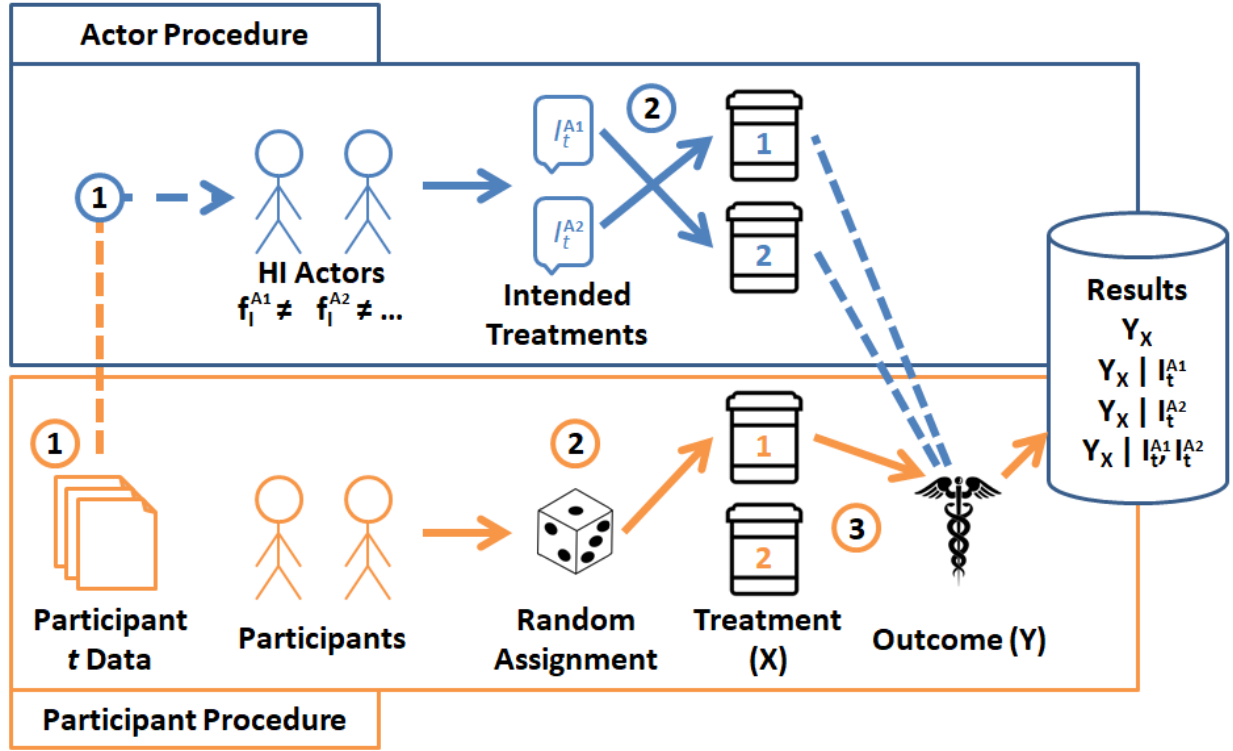 Actor Procedure
1
HI Actors
f_I^A1 ≠ f_I^A2 ≠ ...
I_t^A1
I_t^A2
Intended
Treatments
2
1
2
Results
Y_X
Y_X | I_t^A1
Y_X | I_t^A2
Y_X | I_t^A1, I_t^A2
1
Participant
t Data
Participants
2
Random
Assignment
1
2
Treatment
(X)
3
Outcome (Y)
Participant Procedure